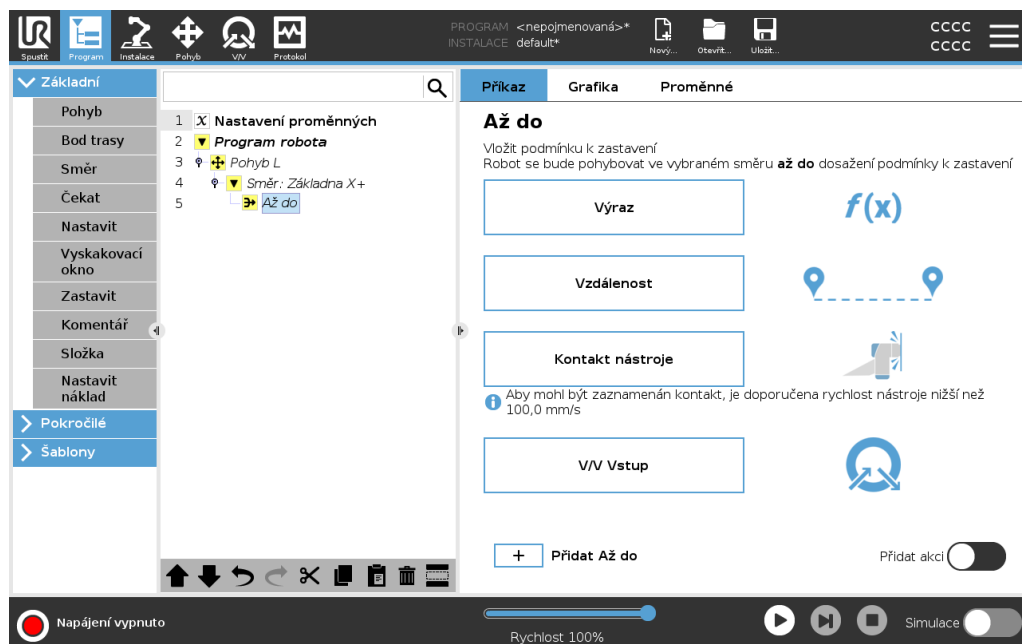 PROGRAM <nepojmenovaná>*
INSTALACE default*
Spustit
Program
Instalace
Pohyb
V/V
Protokol
Nový...
Otevřít...
Uložit...
cccc
cccc
Základní
Pohyb
Bod trasy
Směr
Čekat
Nastavit
Vyskakovací
okno
Zastavit
Komentář
Složka
Nastavit
náklad
Pokročilé
Šablony
1 x Nastavení proměnných
2 Program robota
3 Pohyb L
4 Směr: Základna X+
5 Až do
Příkaz
Grafika
Proměnné
Až do
Vložit podmínku k zastavení
Robot se bude pohybovat ve vybraném směru až do dosažení podmínky k zastavení
Výraz
f(x)
Vzdálenost
Kontakt nástroje
Aby mohl být zaznamenán kontakt, je doporučena rychlost nástroje nižší než
100,0 mm/s
V/V Vstup
+ Přidat Až do
Přidat akci
Napájení vypnuto
Rychlost 100%
Simulace